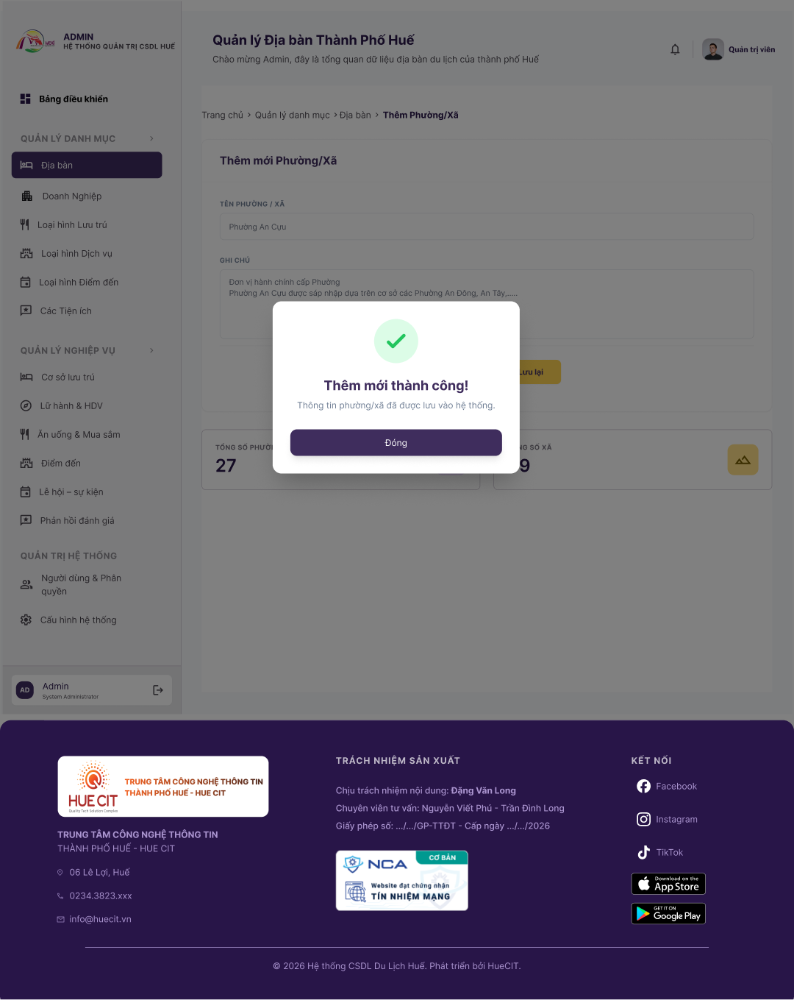 ADMIN
HỆ THỐNG QUẢN TRỊ CSDL HUẾ
Bảng điều khiển
QUẢN LÝ DANH MỤC
Địa bàn
Doanh Nghiệp
Loại hình Lưu trú
Loại hình Dịch vụ
Loại hình Điểm đến
Các Tiện ích
QUẢN LÝ NGHIỆP VỤ
Cơ sở lưu trú
Lữ hành & HDV
Ăn uống & Mua sắm
Điểm đến
Lễ hội – sự kiện
Phản hồi đánh giá
QUẢN TRỊ HỆ THỐNG
Người dùng & Phân
quyền
Cấu hình hệ thống
AD
Admin
System Administrator
Quản lý Địa bàn Thành Phố Huế
Chào mừng Admin, đây là tổng quan dữ liệu địa bàn du lịch của thành phố Huế
Quản trị viên
Trang chủ › Quản lý danh mục › Địa bàn › Thêm Phường/Xã
Thêm mới Phường/Xã
TÊN PHƯỜNG / XÃ
Phường An Cựu
GHI CHÚ
Đơn vị hành chính cấp Phường
Phường An Cựu được sáp nhập dựa trên cơ sở các Phường An Đông, An Tây,.....
Lưu lại
Thêm mới thành công!
Thông tin phường/xã đã được lưu vào hệ thống.
Đóng
TỔNG SỐ
27
SỐ XÃ
9
HUE CIT
Quality Tech Solution Complex
TRUNG TÂM CÔNG NGHỆ THÔNG TIN
THÀNH PHỐ HUẾ - HUE CIT
TRUNG TÂM CÔNG NGHỆ THÔNG TIN
THÀNH PHỐ HUẾ - HUE CIT
06 Lê Lợi, Huế
0234.3823.xxx
info@huecit.vn
TRÁCH NHIỆM SẢN XUẤT
Chịu trách nhiệm nội dung: Đặng Văn Long
Chuyên viên tư vấn: Nguyễn Viết Phú - Trần Đình Long
Giấy phép số: .../.../GP-TTĐT - Cấp ngày .../.../2026
NCA
CƠ BẢN
Website đạt chứng nhận
TÍN NHIỆM MẠNG
KẾT NỐI
Facebook
Instagram
TikTok
Download on the
App Store
GET IT ON
Google Play
© 2026 Hệ thống CSDL Du Lịch Huế. Phát triển bởi HueCIT.